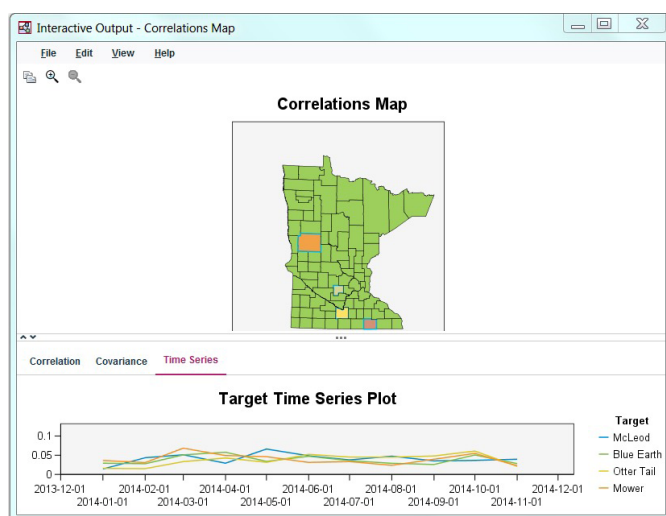 Interactive Output - Correlations Map
File Edit View Help
Correlations Map
Correlation Covariance Time Series
Target Time Series Plot
Target
McLeod
Blue Earth
Otter Tail
Mower
0.1
0.05
0
2013-12-01 2014-02-01 2014-04-01 2014-06-01 2014-08-01 2014-10-01 2014-12-01
2014-01-01 2014-03-01 2014-05-01 2014-07-01 2014-09-01 2014-11-01